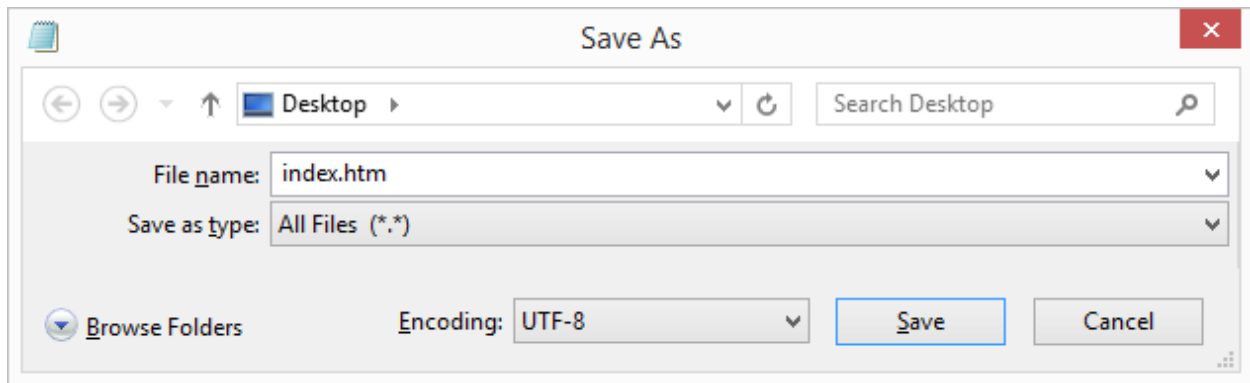 Save As
Desktop
Search Desktop
File name: index.htm
Save as type: All Files (*.*)
Browse Folders Encoding: UTF-8 Save Cancel